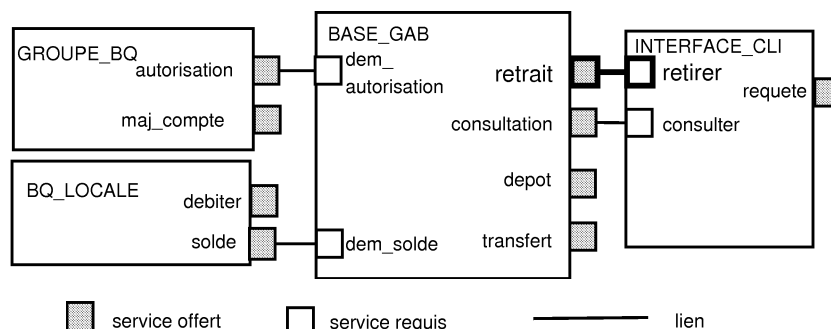 GROUPE_BQ
autorisation
maj_compte
BQ_LOCALE
debiter
solde
BASE_GAB
dem_
autorisation
retrait
consultation
depot
dem_solde
transfert
INTERFACE_CLI
retirer
requete
consulter
service offert
service requis
lien